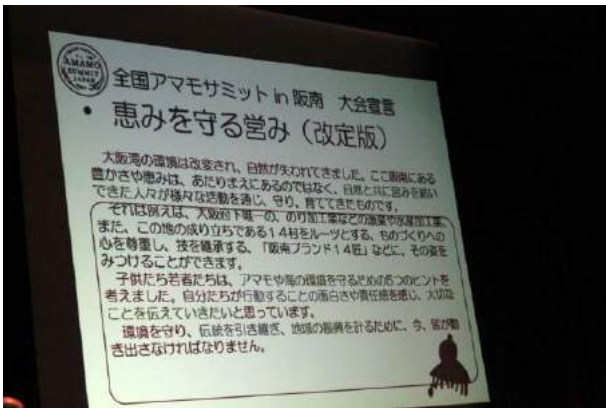 AMAMO
SUMMIT
JAPAN
全国アマモサミット in 阪南　大会宣言
・恵みを守る営み（改定版）
大阪湾の環境は改変され、自然が失われてきました。ここ阪南にある
豊かさや恵みは、あたりまえにあるのではなく、自然と共に営みを紡い
できた人々が様々な活動を通じ、守り、育ててきたものです。
それは例えば、大阪府下唯一の、のり加工業などの漁業や水産加工業、
また、この地の成り立ちである１４村をルーツとする、ものづくりへの
心を尊重し、技を継承する、「阪南ブランド１４匠」などに、その姿を
みつけることができます。
子供たち若者たちは、アマモや海の環境を守るための5つのヒントを
考えました。自分たちが行動することの面白さや責任感を感じ、大切な
ことを伝えていきたいと思っています。
環境を守り、伝統を引き継ぎ、地域の振興を計るために、今、皆が動
き出さなければなりません。